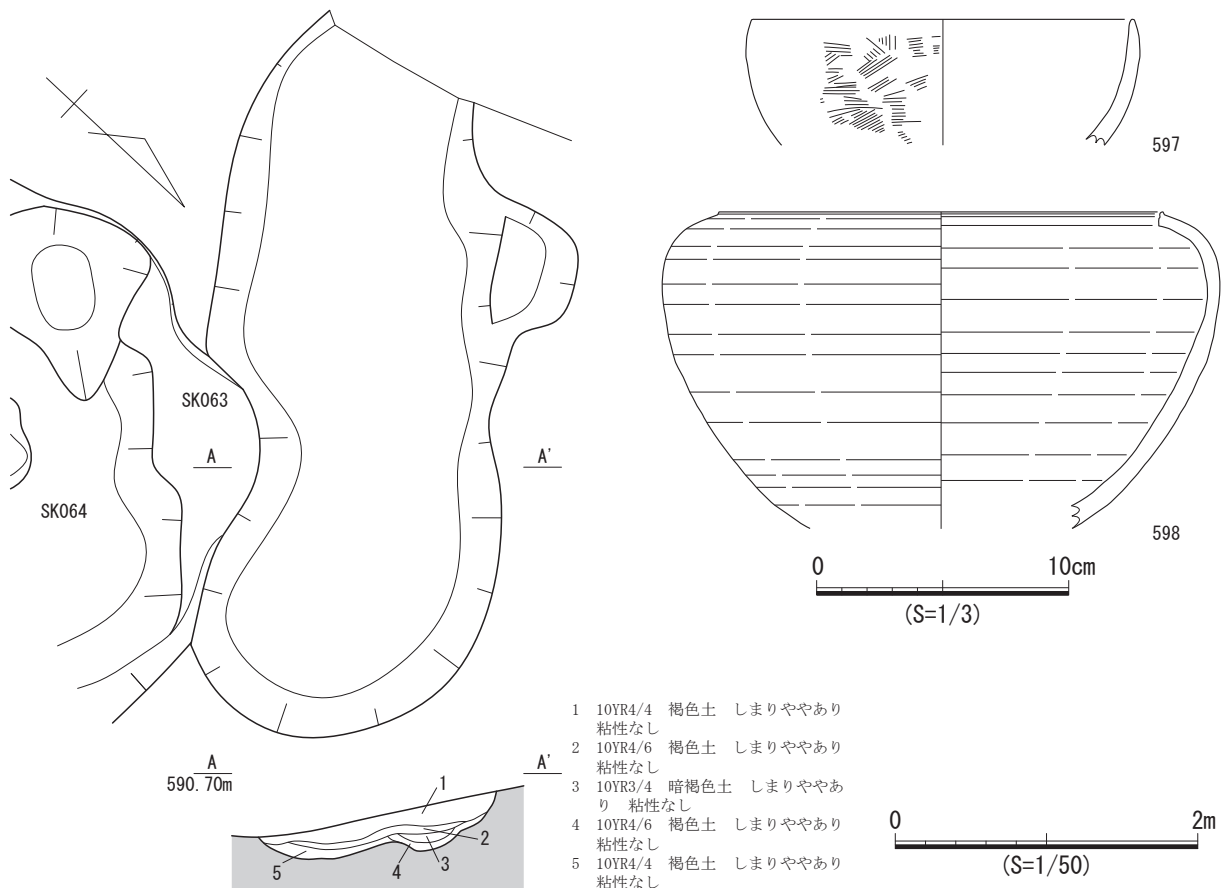 597
598
0 10cm
(S=1/3)
SK063
A A'
SK064
A A'
590.70m
1
2
3
4
5
1 10YR4/4 褐色土 しまりややあり
粘性なし
2 10YR4/6 褐色土 しまりややあり
粘性なし
3 10YR3/4 暗褐色土 しまりややあ
り 粘性なし
4 10YR4/6 褐色土 しまりややあり
粘性なし
5 10YR4/4 褐色土 しまりややあり
粘性なし
0 2m
(S=1/50)